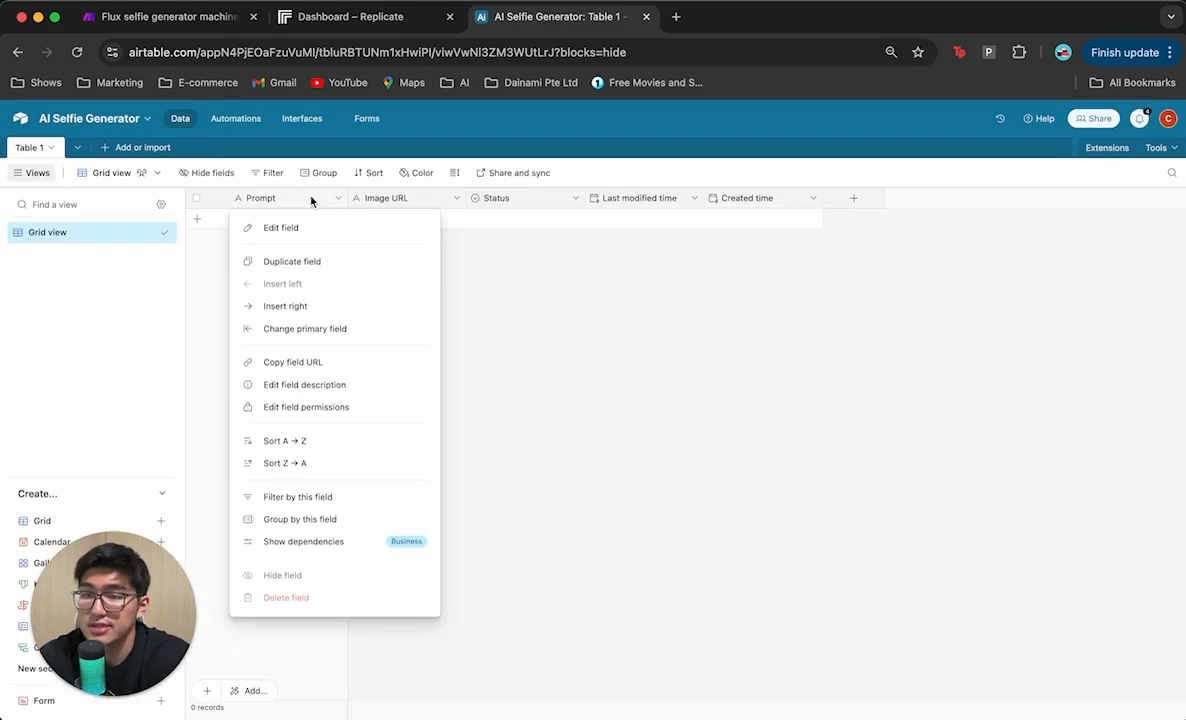 Flux selfie generator machine
Dashboard – Replicate
Ai AI Selfie Generator: Table 1 -
airtable.com/appN4PjEOaFzuVuMl/tbluRBTUNm1xHwiPl/viwVwNl3ZM3WUtLrJ?blocks=hide
P
Finish update
Shows
Marketing
E-commerce
Gmail
YouTube
Maps
AI
Dainami Pte Ltd
Free Movies and S...
All Bookmarks
AI Selfie Generator
Data
Automations
Interfaces
Forms
Help
Share
4
C
Table 1
Add or import
Extensions
Tools
Views
Grid view
Hide fields
Filter
Group
Sort
Color
Share and sync
Find a view
Prompt
Image URL
Status
Last modified time
Created time
Grid view
Edit field
Duplicate field
Insert left
Insert right
Change primary field
Copy field URL
Edit field description
Edit field permissions
Sort A → Z
Sort Z → A
Filter by this field
Group by this field
Show dependencies
Business
Hide field
Delete field
Create...
Grid
Calendar
New sec
Form
Add...
0 records